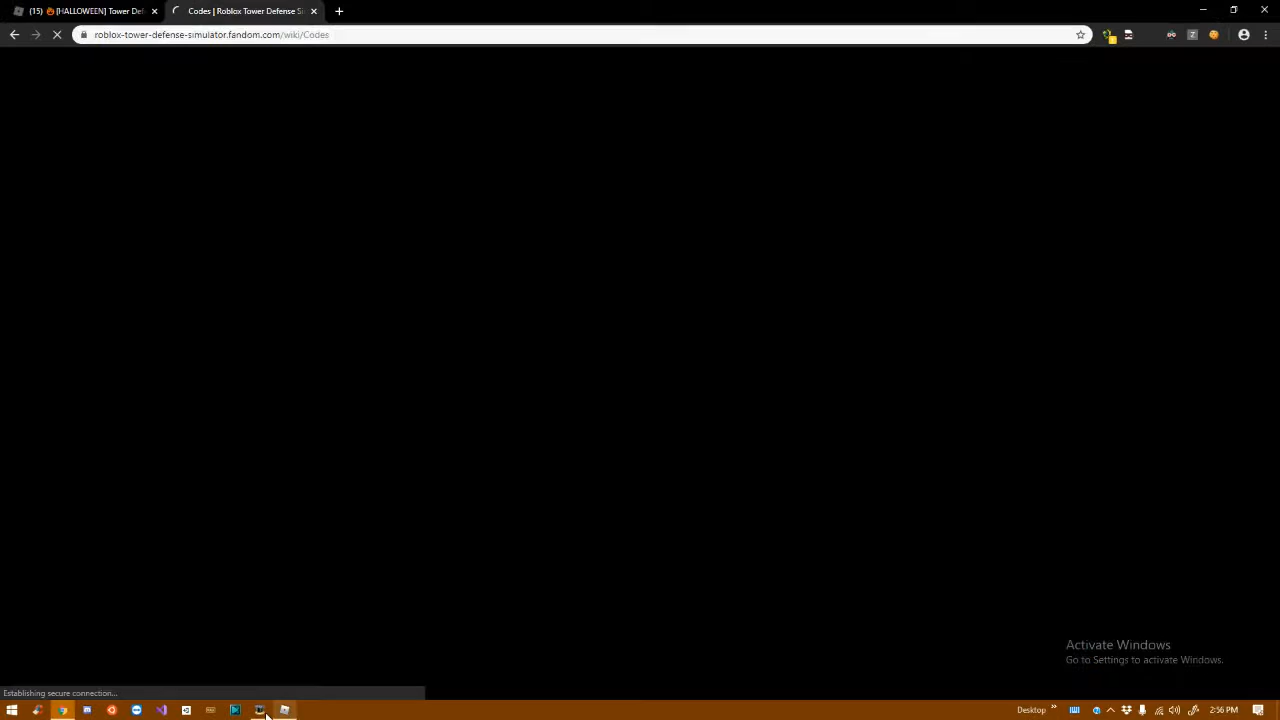 (15) 🔥[HALLOWEEN] Tower Def
Codes | Roblox Tower Defense Si
roblox-tower-defense-simulator.fandom.com/wiki/Codes
Z
Activate Windows
Go to Settings to activate Windows.
Establishing secure connection...
Desktop
2:56 PM